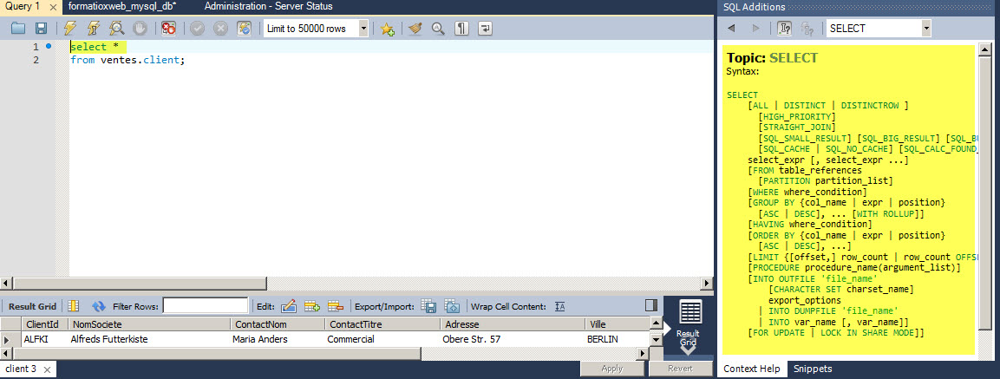 Query 1
formatioxweb_mysql_db*
Administration - Server Status
Limit to 50000 rows
1 select *
2 from ventes.client;
Result Grid Filter Rows: Edit: Export/Import: Wrap Cell Content:
ClientId NomSociete ContactNom ContactTitre Adresse Ville
ALFKI Alfreds Futterkiste Maria Anders Commercial Obere Str. 57 BERLIN
Result
Grid
client 3
Apply Revert
SQL Additions
SELECT
Topic: SELECT
Syntax:
SELECT
[ALL | DISTINCT | DISTINCTROW ]
[HIGH_PRIORITY]
[STRAIGHT_JOIN]
[SQL_SMALL_RESULT] [SQL_BIG_RESULT] [SQL_BU
[SQL_CACHE | SQL_NO_CACHE] [SQL_CALC_FOUND_
select_expr [, select_expr ...]
[FROM table_references
[PARTITION partition_list]
[WHERE where_condition]
[GROUP BY {col_name | expr | position}
[ASC | DESC], ... [WITH ROLLUP]]
[HAVING where_condition]
[ORDER BY {col_name | expr | position}
[ASC | DESC], ...]
[LIMIT {[offset,] row_count | row_count OFFS
[PROCEDURE procedure_name(argument_list)]
[INTO OUTFILE 'file_name'
[CHARACTER SET charset_name]
export_options
| INTO DUMPFILE 'file_name'
| INTO var_name [, var_name]]
[FOR UPDATE | LOCK IN SHARE MODE]]
Context Help Snippets